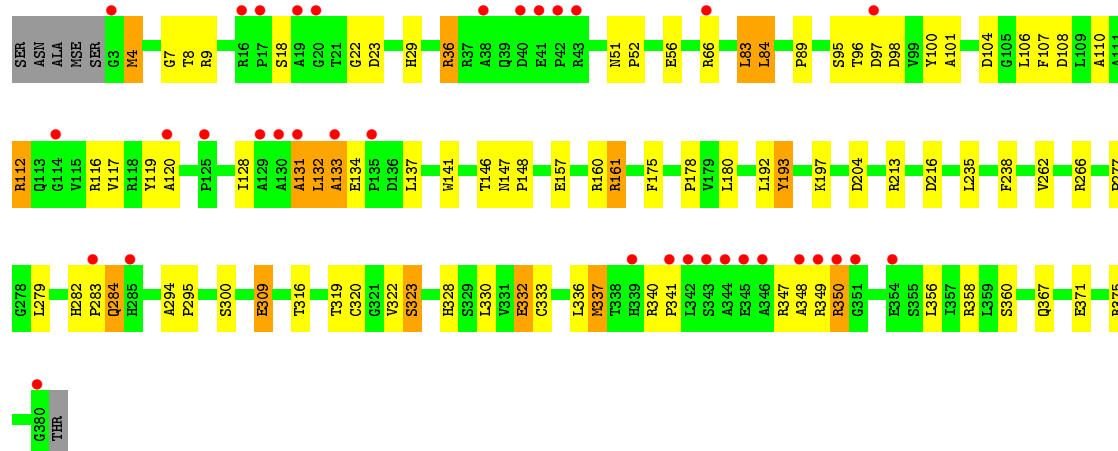 SER ASN ALA MSE SER G3 M4 G7 T8 R9 R16 P17 S18 A19 G20 T21 G22 D23 H29 R36 R37 A38 Q39 D40 E41 P42 R43 N51 P52 E56 R66 L83 L84 P89 S95 T96 D97 D98 V99 Y100 A101 D104 G105 L106 F107 D108 L109 A110 A111
R112 Q113 G114 V115 R116 V117 R118 Y119 A120 P125 I128 A129 A130 A131 L132 A133 E134 P135 D136 L137 W141 T146 N147 P148 E157 R160 R161 F175 P178 V179 L180 L192 Y193 K197 D204 R213 D216 L235 F238 V262 R266
G278 L279 H282 P283 Q284 H285 A294 P295 S300 E309 T316 T319 C320 G321 V322 S323 H328 S329 L330 V331 E332 C333 L336 M337 T338 H339 R340 P341 L342 S343 A344 E345 A346 R347 A348 R349 R350 G351 E354 S355 L356 I357 R358 L359 S360 Q367 E371
G380 THR